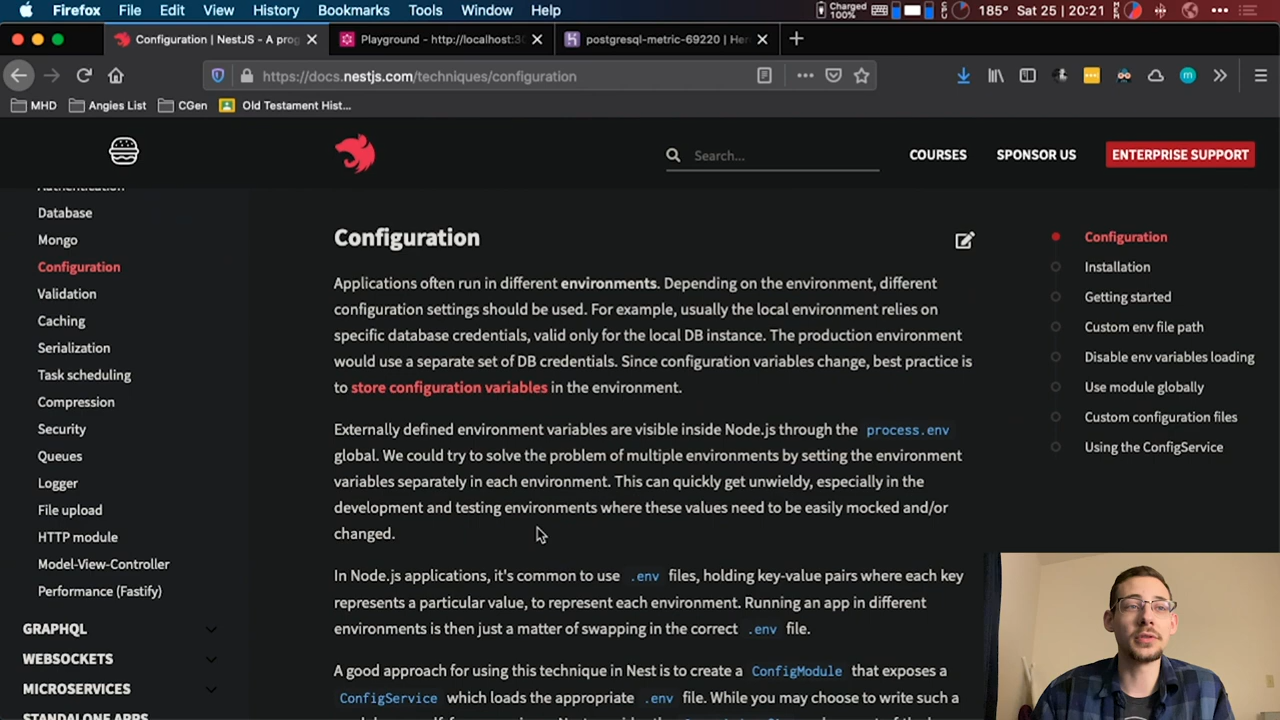 Firefox File Edit View History Bookmarks Tools Window Help Charged 100% 185° Sat 25 20:21
Configuration | NestJS - A prog
Playground - http://localhost:30
postgresql-metric-69220 | Her
https://docs.nestjs.com/techniques/configuration
MHD Angies List CGen Old Testament Hist...
Search...
COURSES SPONSOR US ENTERPRISE SUPPORT
Authentication
Database
Mongo
Configuration
Validation
Caching
Serialization
Task scheduling
Compression
Security
Queues
Logger
File upload
HTTP module
Model-View-Controller
Performance (Fastify)
GRAPHQL
WEBSOCKETS
MICROSERVICES
STANDALONE APPS
Configuration
Applications often run in different environments. Depending on the environment, different
configuration settings should be used. For example, usually the local environment relies on
specific database credentials, valid only for the local DB instance. The production environment
would use a separate set of DB credentials. Since configuration variables change, best practice is
to store configuration variables in the environment.
Externally defined environment variables are visible inside Node.js through the process.env
global. We could try to solve the problem of multiple environments by setting the environment
variables separately in each environment. This can quickly get unwieldy, especially in the
development and testing environments where these values need to be easily mocked and/or
changed.
In Node.js applications, it's common to use .env files, holding key-value pairs where each key
represents a particular value, to represent each environment. Running an app in different
environments is then just a matter of swapping in the correct .env file.
A good approach for using this technique in Nest is to create a ConfigModule that exposes a
ConfigService which loads the appropriate .env file. While you may choose to write such a
Configuration
Installation
Getting started
Custom env file path
Disable env variables loading
Use module globally
Custom configuration files
Using the ConfigService